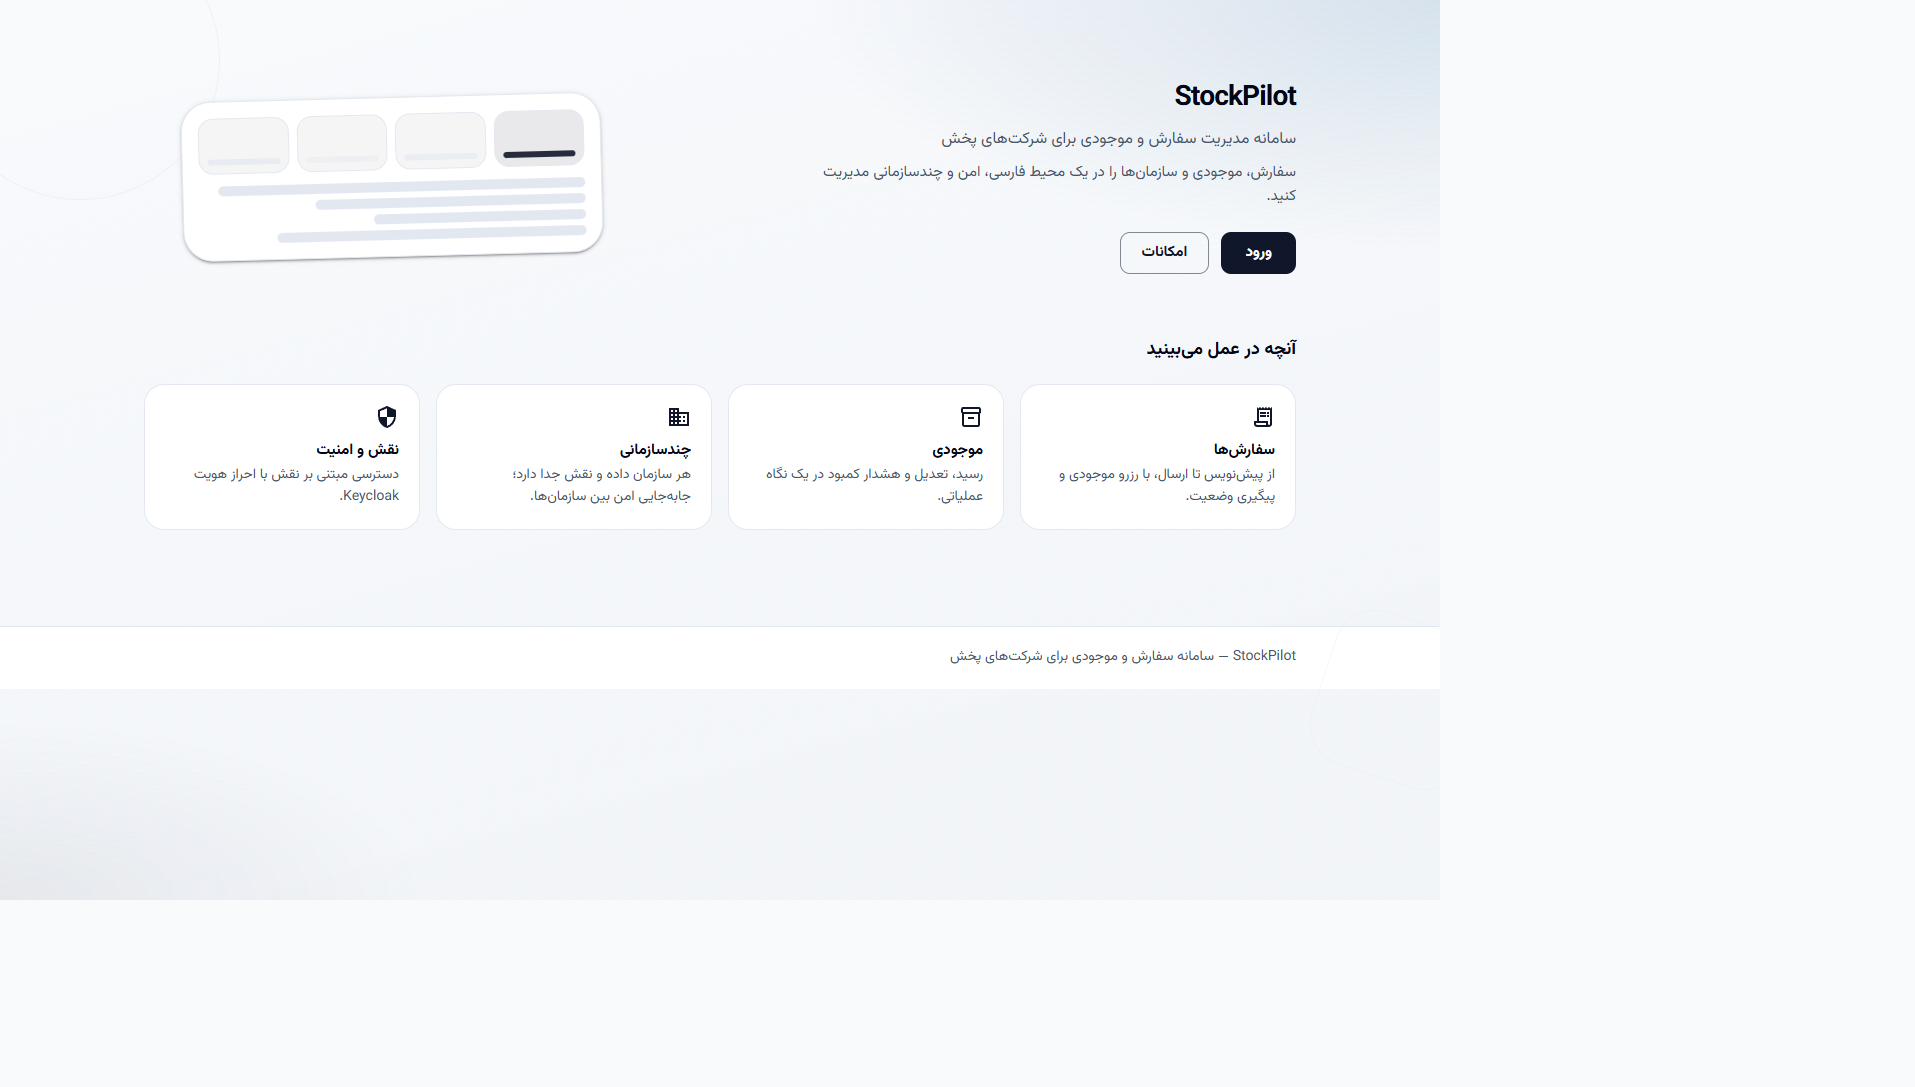 StockPilot
سامانه مدیریت سفارش و موجودی برای شرکت‌های پخش
سفارش، موجودی و سازمان‌ها را در یک محیط فارسی، امن و چندسازمانی مدیریت
کنید.
ورود
امکانات
آنچه در عمل می‌بینید
سفارش‌ها
از پیش‌نویس تا ارسال، با رزرو موجودی و
پیگیری وضعیت.
موجودی
رسید، تعدیل و هشدار کمبود در یک نگاه
عملیاتی.
چندسازمانی
هر سازمان داده و نقش جدا دارد؛
جابه‌جایی امن بین سازمان‌ها.
نقش و امنیت
دسترسی مبتنی بر نقش با احراز هویت
Keycloak.
StockPilot — سامانه سفارش و موجودی برای شرکت‌های پخش